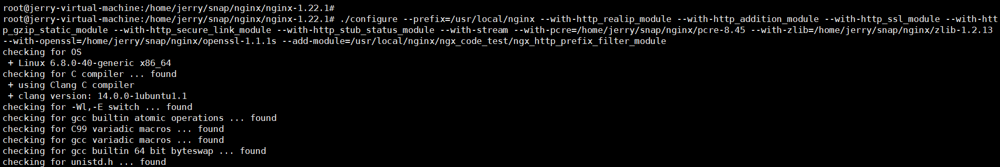 root@jerry-virtual-machine:/home/jerry/snap/nginx/nginx-1.22.1#
root@jerry-virtual-machine:/home/jerry/snap/nginx/nginx-1.22.1# ./configure --prefix=/usr/local/nginx --with-http_realip_module --with-http_addition_module --with-http_ssl_module --with-htt
p_gzip_static_module --with-http_secure_link_module --with-http_stub_status_module --with-stream --with-pcre=/home/jerry/snap/nginx/pcre-8.45 --with-zlib=/home/jerry/snap/nginx/zlib-1.2.13
--with-openssl=/home/jerry/snap/nginx/openssl-1.1.1s --add-module=/usr/local/nginx/ngx_code_test/ngx_http_prefix_filter_module
checking for OS
 + Linux 6.8.0-40-generic x86_64
checking for C compiler ... found
 + using Clang C compiler
 + clang version: 14.0.0-1ubuntu1.1
checking for -Wl,-E switch ... found
checking for gcc builtin atomic operations ... found
checking for C99 variadic macros ... found
checking for gcc variadic macros ... found
checking for gcc builtin 64 bit byteswap ... found
checking for unistd.h ... found